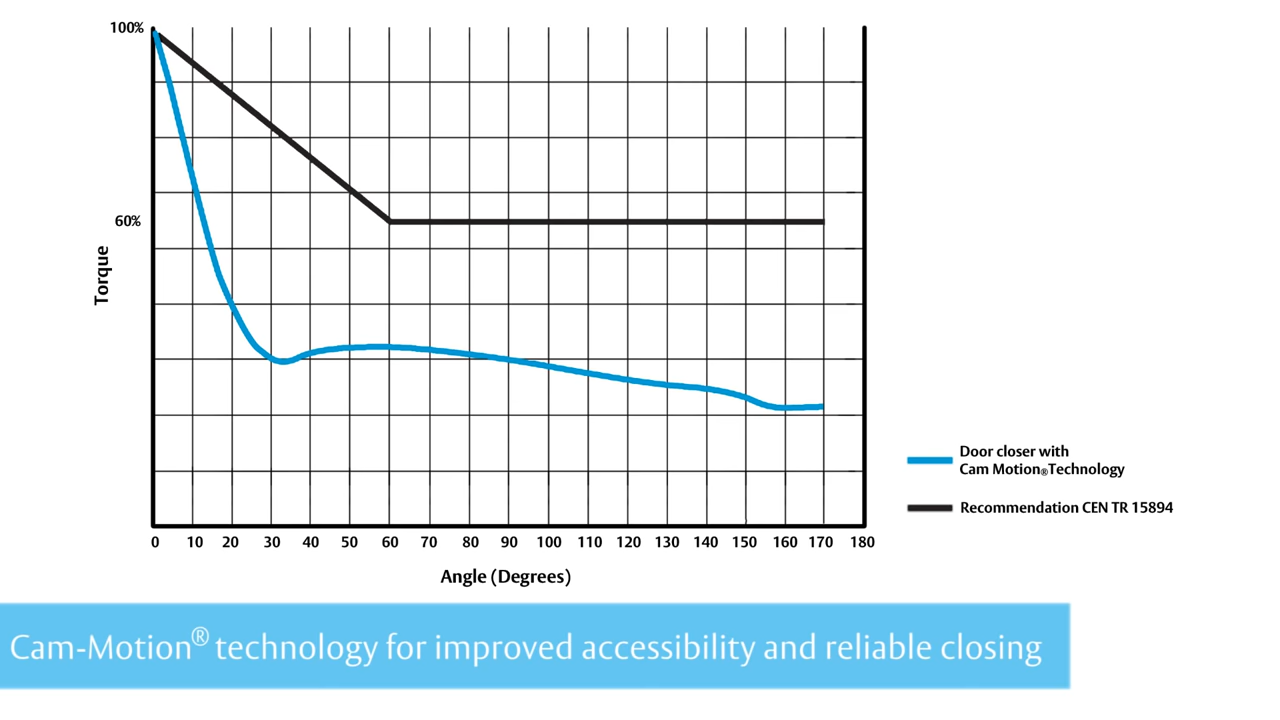 100%
60%
Torque
0 10 20 30 40 50 60 70 80 90 100 110 120 130 140 150 160 170 180
Angle (Degrees)
Door closer with
Cam Motion®Technology
Recommendation CEN TR 15894
Cam-Motion® technology for improved accessibility and reliable closing